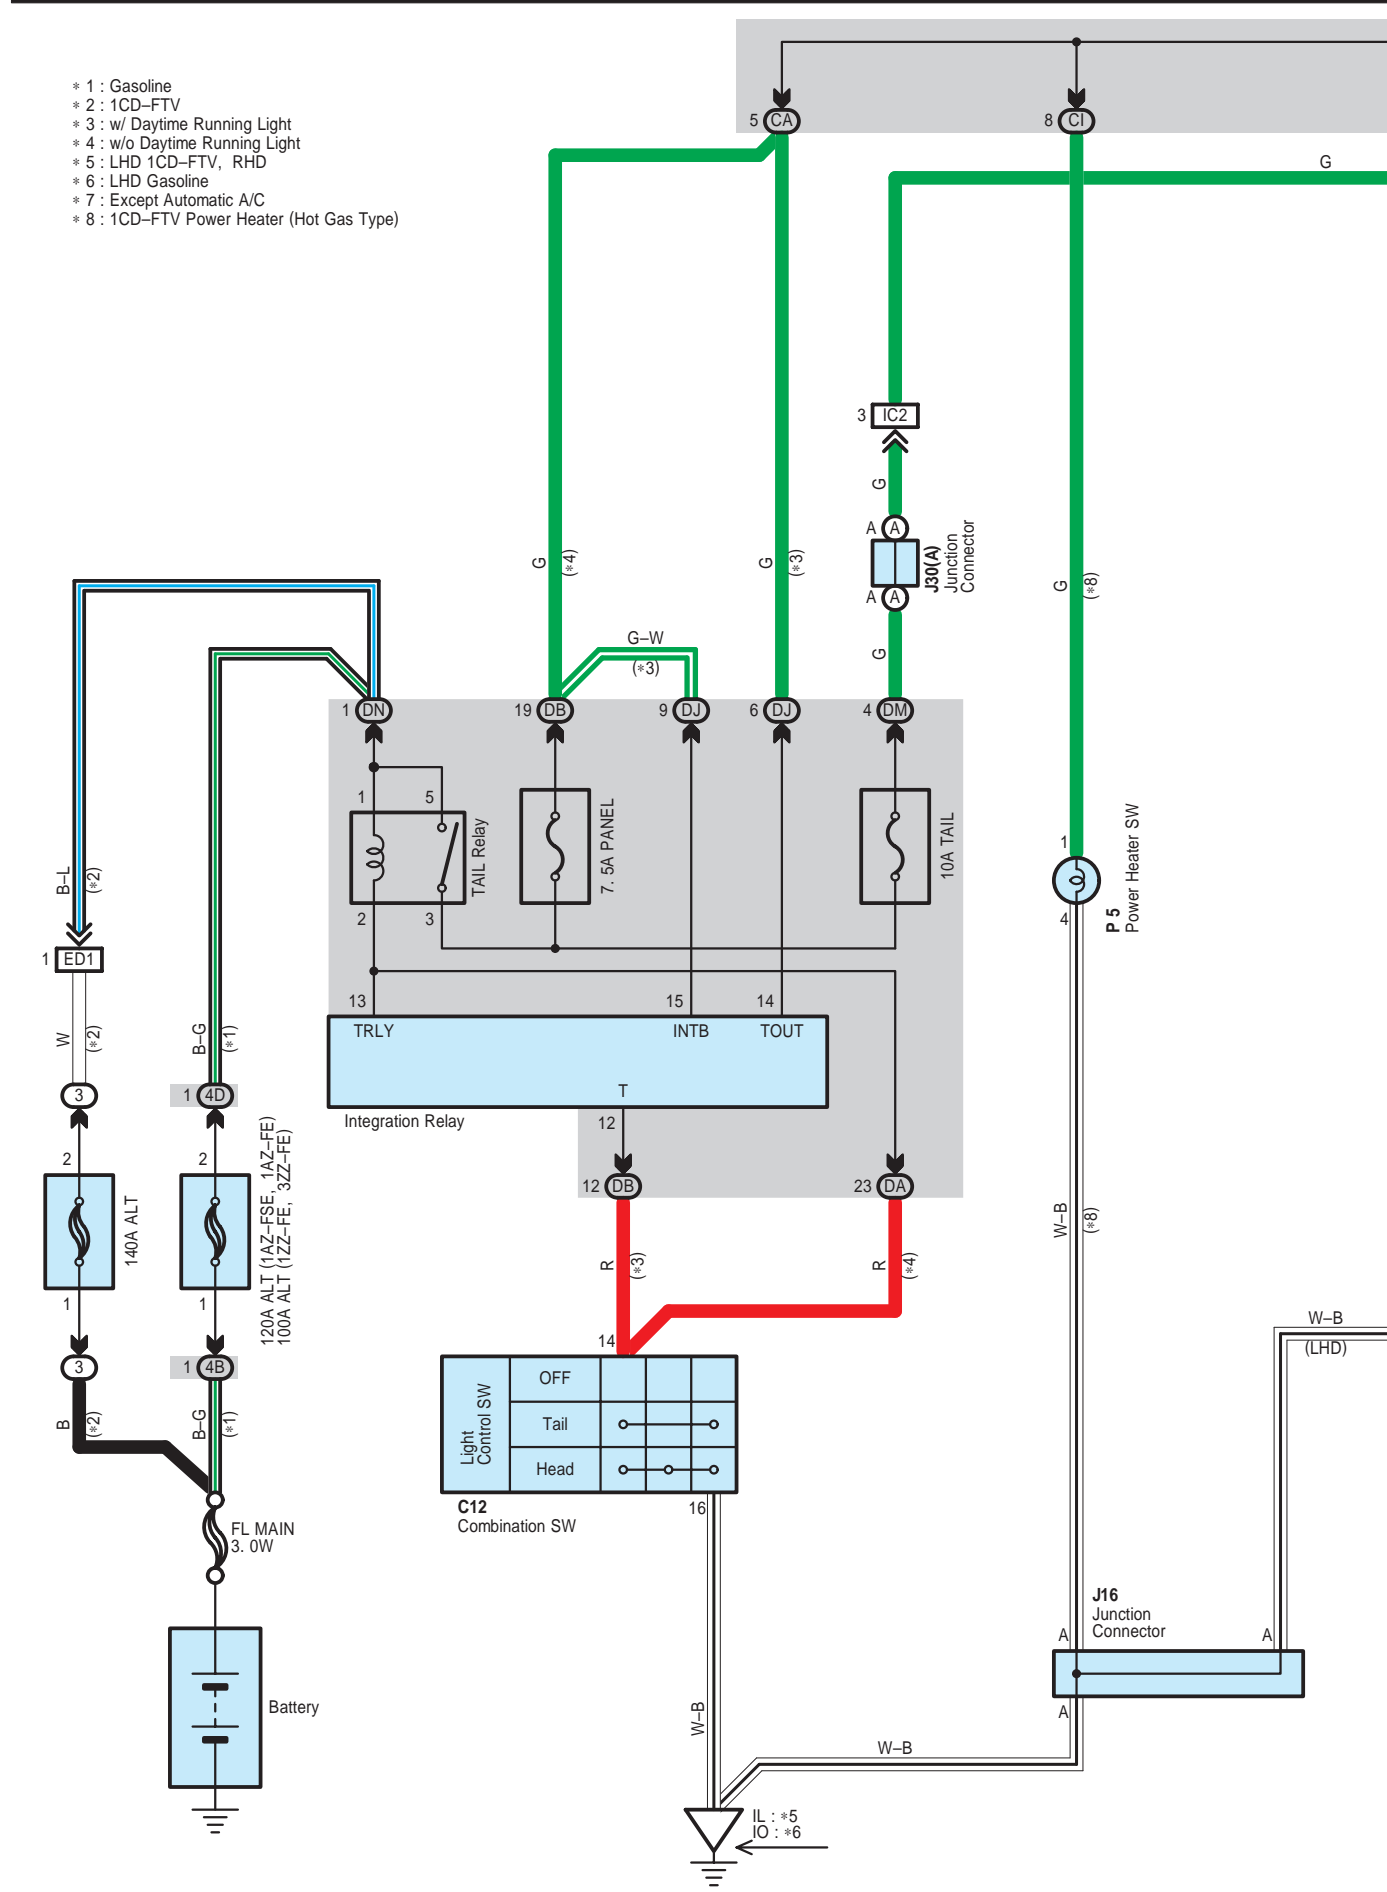 ∗ 1 : Gasoline
∗ 2 : 1CD–FTV
∗ 3 : w/ Daytime Running Light
∗ 4 : w/o Daytime Running Light
∗ 5 : LHD 1CD–FTV, RHD
∗ 6 : LHD Gasoline
∗ 7 : Except Automatic A/C
∗ 8 : 1CD–FTV Power Heater (Hot Gas Type)
5 CA
8 CI
G
3 IC2
G
A A
J30(A)
Junction
Connector
A A
G
G
(∗4)
G
(∗3)
G
(∗8)
G–W
(∗3)
1 DN
19 DB
9 DJ
6 DJ
4 DM
1
5
TAIL Relay
2
3
7. 5A PANEL
10A TAIL
1
4
P 5
Power Heater SW
B–L
(∗2)
1 ED1
W
(∗2)
B–G
(∗1)
13
15
14
TRLY
INTB
TOUT
T
Integration Relay
12
12 DB
23 DA
3
1 4D
2
2
140A ALT
120A ALT (1AZ–FSE, 1AZ–FE)
100A ALT (1ZZ–FE, 3ZZ–FE)
1
1
3
1 4B
B
(∗2)
B–G
(∗1)
R
(∗3)
R
(∗4)
W–B
(∗8)
W–B
(LHD)
14
Light
Control SW
OFF
Tail
Head
C12
Combination SW
16
FL MAIN
3. 0W
Battery
J16
Junction
Connector
A
A
A
W–B
W–B
IL : ∗5
IO : ∗6